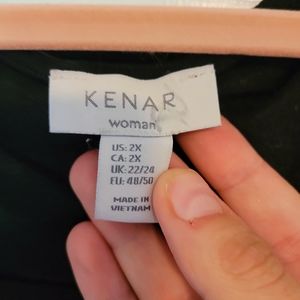 KENAR
woman
US: 2X
CA: 2X
UK: 22/24
EU: 48/50
MADE IN
VIETNAM